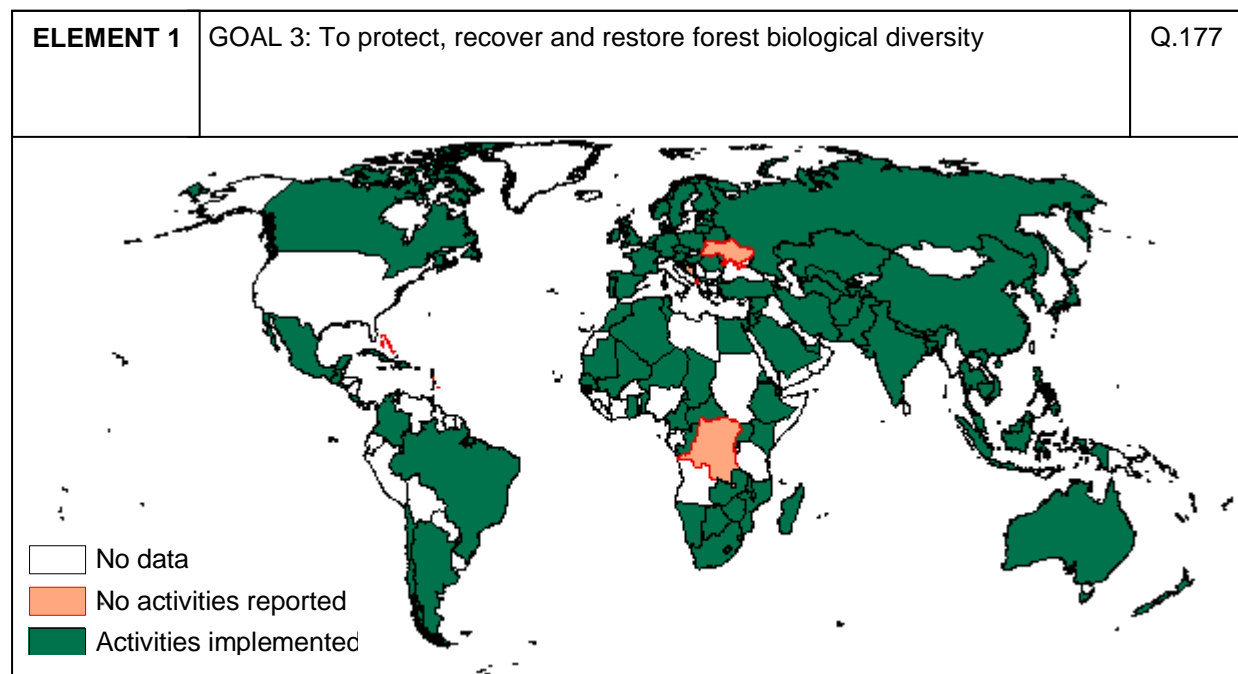 ELEMENT 1
GOAL 3: To protect, recover and restore forest biological diversity
Q.177
No data
No activities reported
Activities implemented